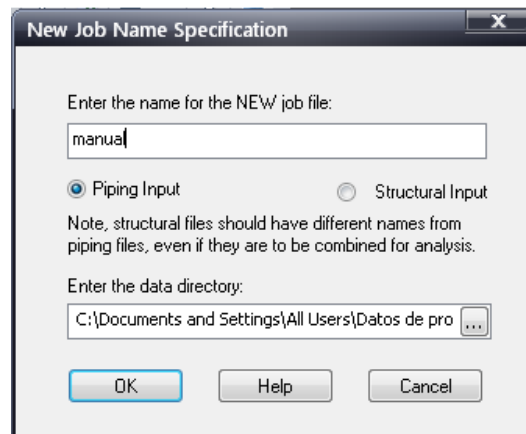 New Job Name Specification
Enter the name for the NEW job file:
manual
Piping Input
Structural Input
Note, structural files should have different names from
piping files, even if they are to be combined for analysis.
Enter the data directory:
C:\Documents and Settings\All Users\Datos de pro ...
OK Help Cancel